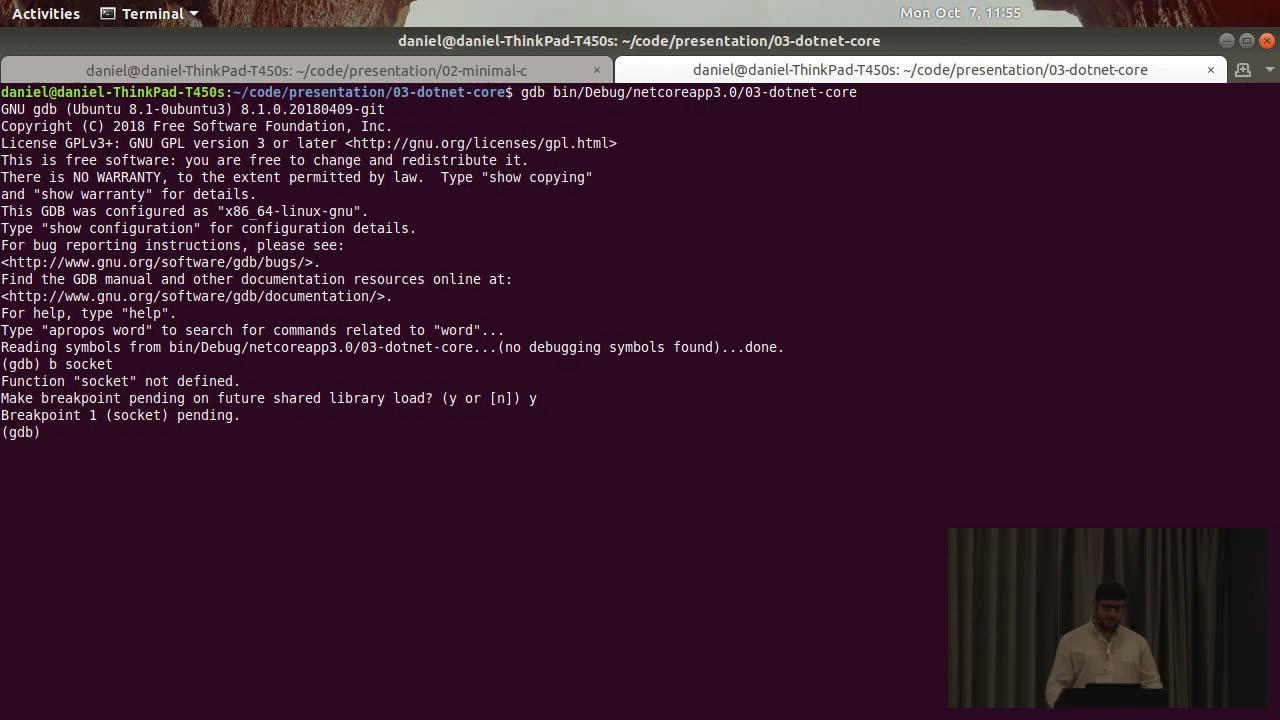 Activities
Terminal
Mon Oct 7, 11:55
daniel@daniel-ThinkPad-T450s: ~/code/presentation/03-dotnet-core
daniel@daniel-ThinkPad-T450s: ~/code/presentation/02-minimal-c
daniel@daniel-ThinkPad-T450s: ~/code/presentation/03-dotnet-core
daniel@daniel-ThinkPad-T450s:~/code/presentation/03-dotnet-core$ gdb bin/Debug/netcoreapp3.0/03-dotnet-core
GNU gdb (Ubuntu 8.1-0ubuntu3) 8.1.0.20180409-git
Copyright (C) 2018 Free Software Foundation, Inc.
License GPLv3+: GNU GPL version 3 or later <http://gnu.org/licenses/gpl.html>
This is free software: you are free to change and redistribute it.
There is NO WARRANTY, to the extent permitted by law.  Type "show copying"
and "show warranty" for details.
This GDB was configured as "x86_64-linux-gnu".
Type "show configuration" for configuration details.
For bug reporting instructions, please see:
<http://www.gnu.org/software/gdb/bugs/>.
Find the GDB manual and other documentation resources online at:
<http://www.gnu.org/software/gdb/documentation/>.
For help, type "help".
Type "apropos word" to search for commands related to "word"...
Reading symbols from bin/Debug/netcoreapp3.0/03-dotnet-core...(no debugging symbols found)...done.
(gdb) b socket
Function "socket" not defined.
Make breakpoint pending on future shared library load? (y or [n]) y
Breakpoint 1 (socket) pending.
(gdb)